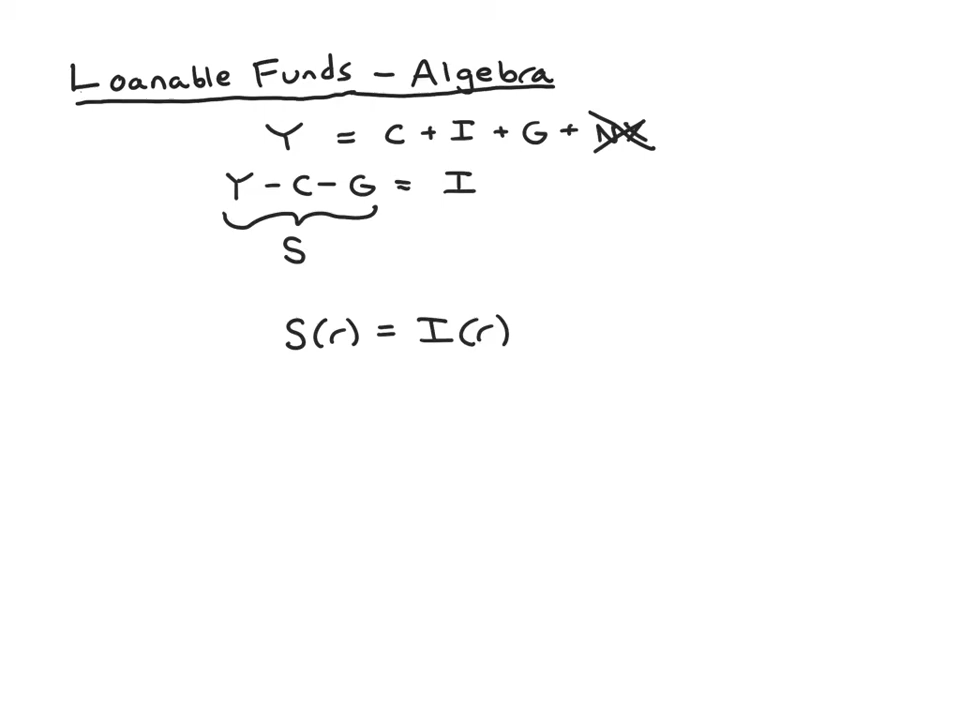 Loanable Funds - Algebra
Y = C + I + G + NX
Y - C - G = I
S
S(r) = I(r)